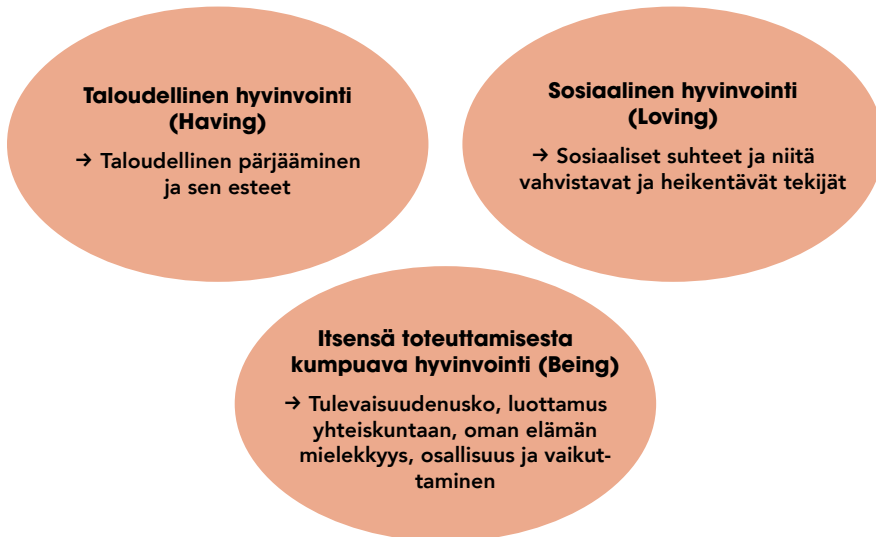 Taloudellinen hyvinvointi
(Having)
→ Taloudellinen pärjääminen
ja sen esteet
Sosiaalinen hyvinvointi
(Loving)
→ Sosiaaliset suhteet ja niitä
vahvistavat ja heikentävät tekijät
Itsensä toteuttamisesta
kumpuava hyvinvointi (Being)
→ Tulevaisuudenusko, luottamus
yhteiskuntaan, oman elämän
mielekkyys, osallisuus ja vaikut-
taminen